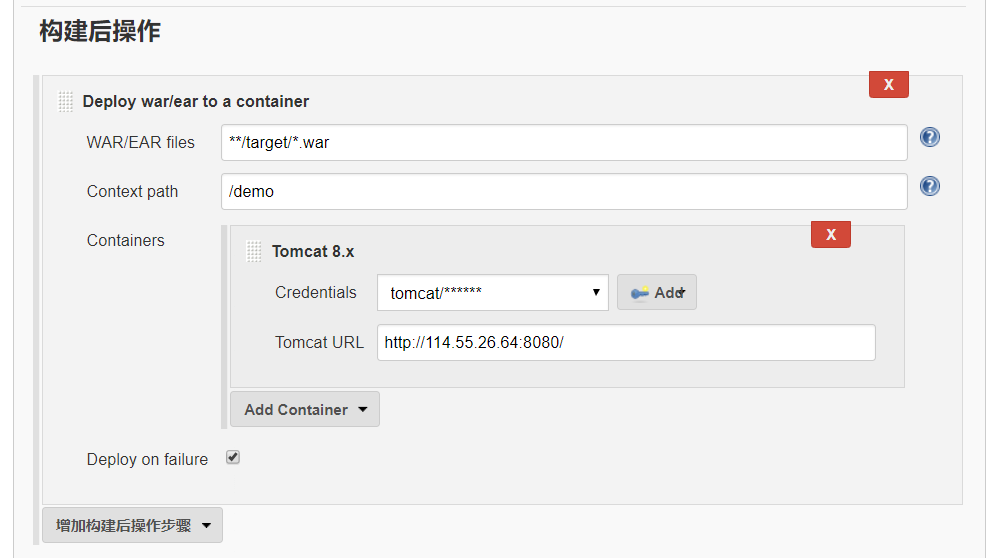 构建后操作
X
Deploy war/ear to a container
WAR/EAR files **/target/*.war
Context path /demo
Containers
X
Tomcat 8.x
Credentials tomcat/****** Add
Tomcat URL http://114.55.26.64:8080/
Add Container
Deploy on failure
增加构建后操作步骤